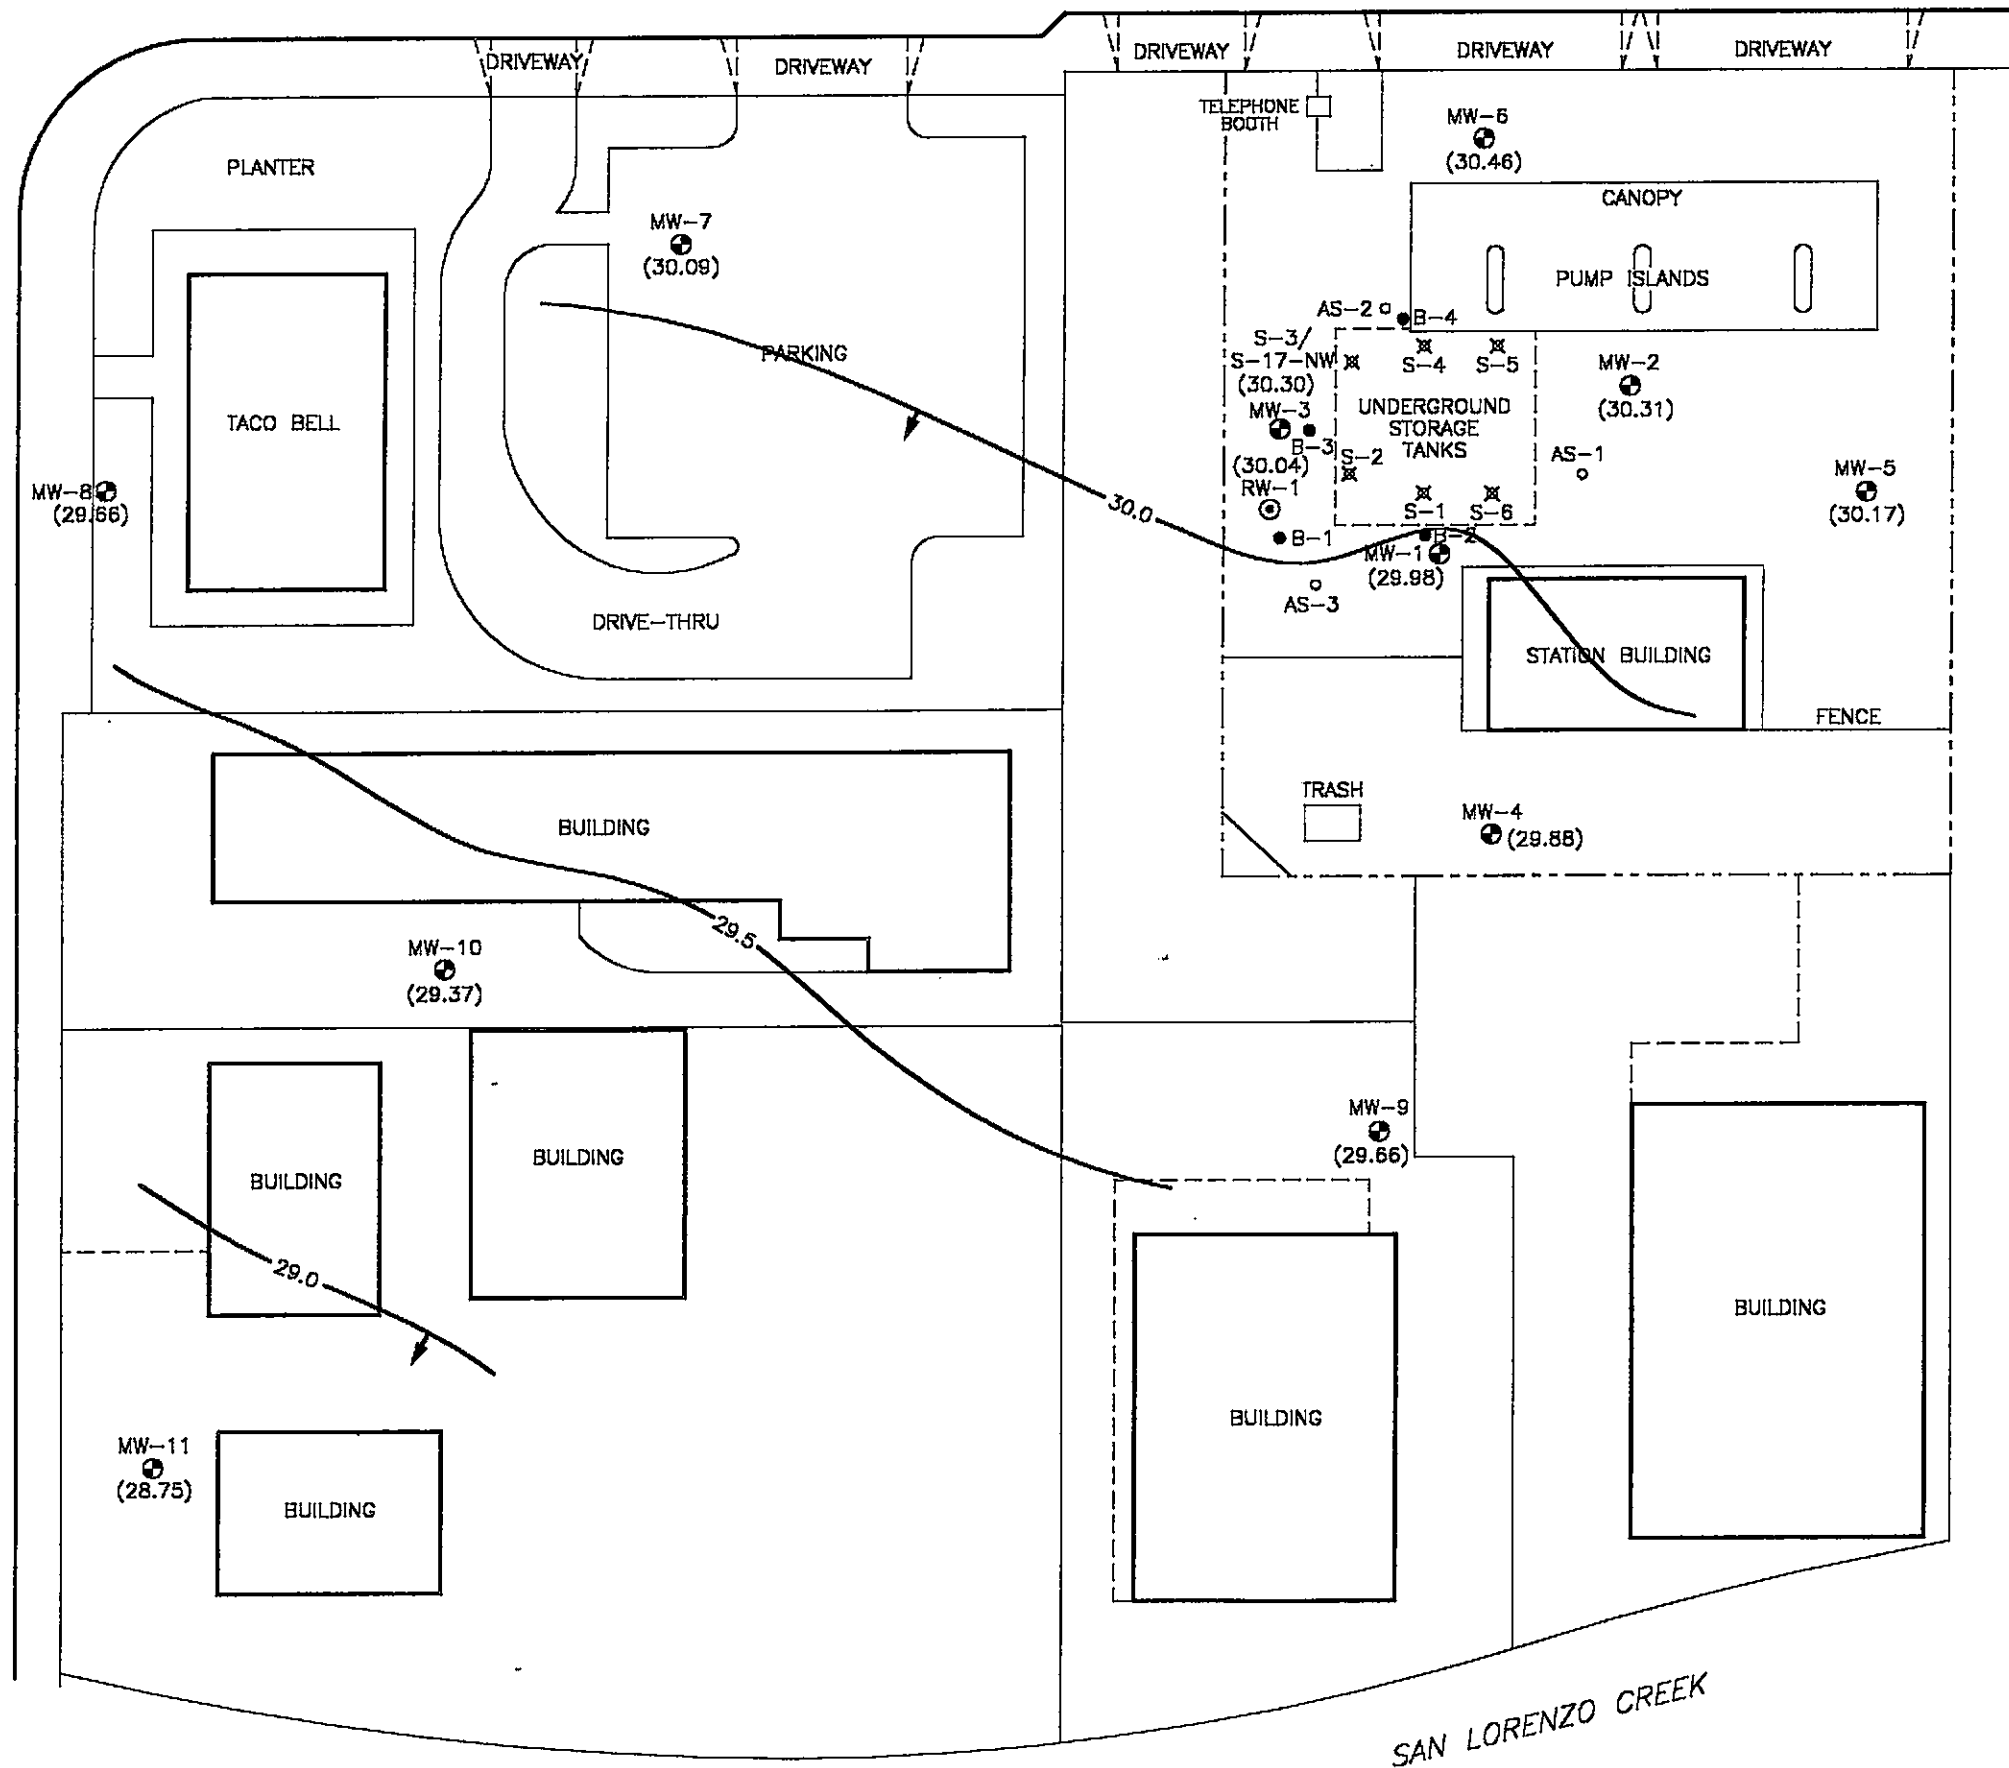 DRIVEWAY
DRIVEWAY
DRIVEWAY
DRIVEWAY
DRIVEWAY
TELEPHONE
BOOTH
MW-6
(30.46)
PLANTER
CANOPY
MW-7
(30.09)
PUMP ISLANDS
AS-2
B-4
S-3/
S-17-NW
(30.30)
S-4
S-5
MW-2
(30.31)
PARKING
TACO BELL
MW-3
B-3
UNDERGROUND
STORAGE
TANKS
(30.04)
RW-1
S-2
AS-1
MW-5
(30.17)
MW-8
(29.66)
30.0
S-1
S-6
B-1
B-2
MW-1
(29.98)
AS-3
DRIVE-THRU
STATION BUILDING
FENCE
TRASH
MW-4
(29.88)
BUILDING
29.5
MW-10
(29.37)
MW-9
(29.66)
BUILDING
BUILDING
29.0
BUILDING
BUILDING
MW-11
(28.75)
BUILDING
SAN LORENZO CREEK